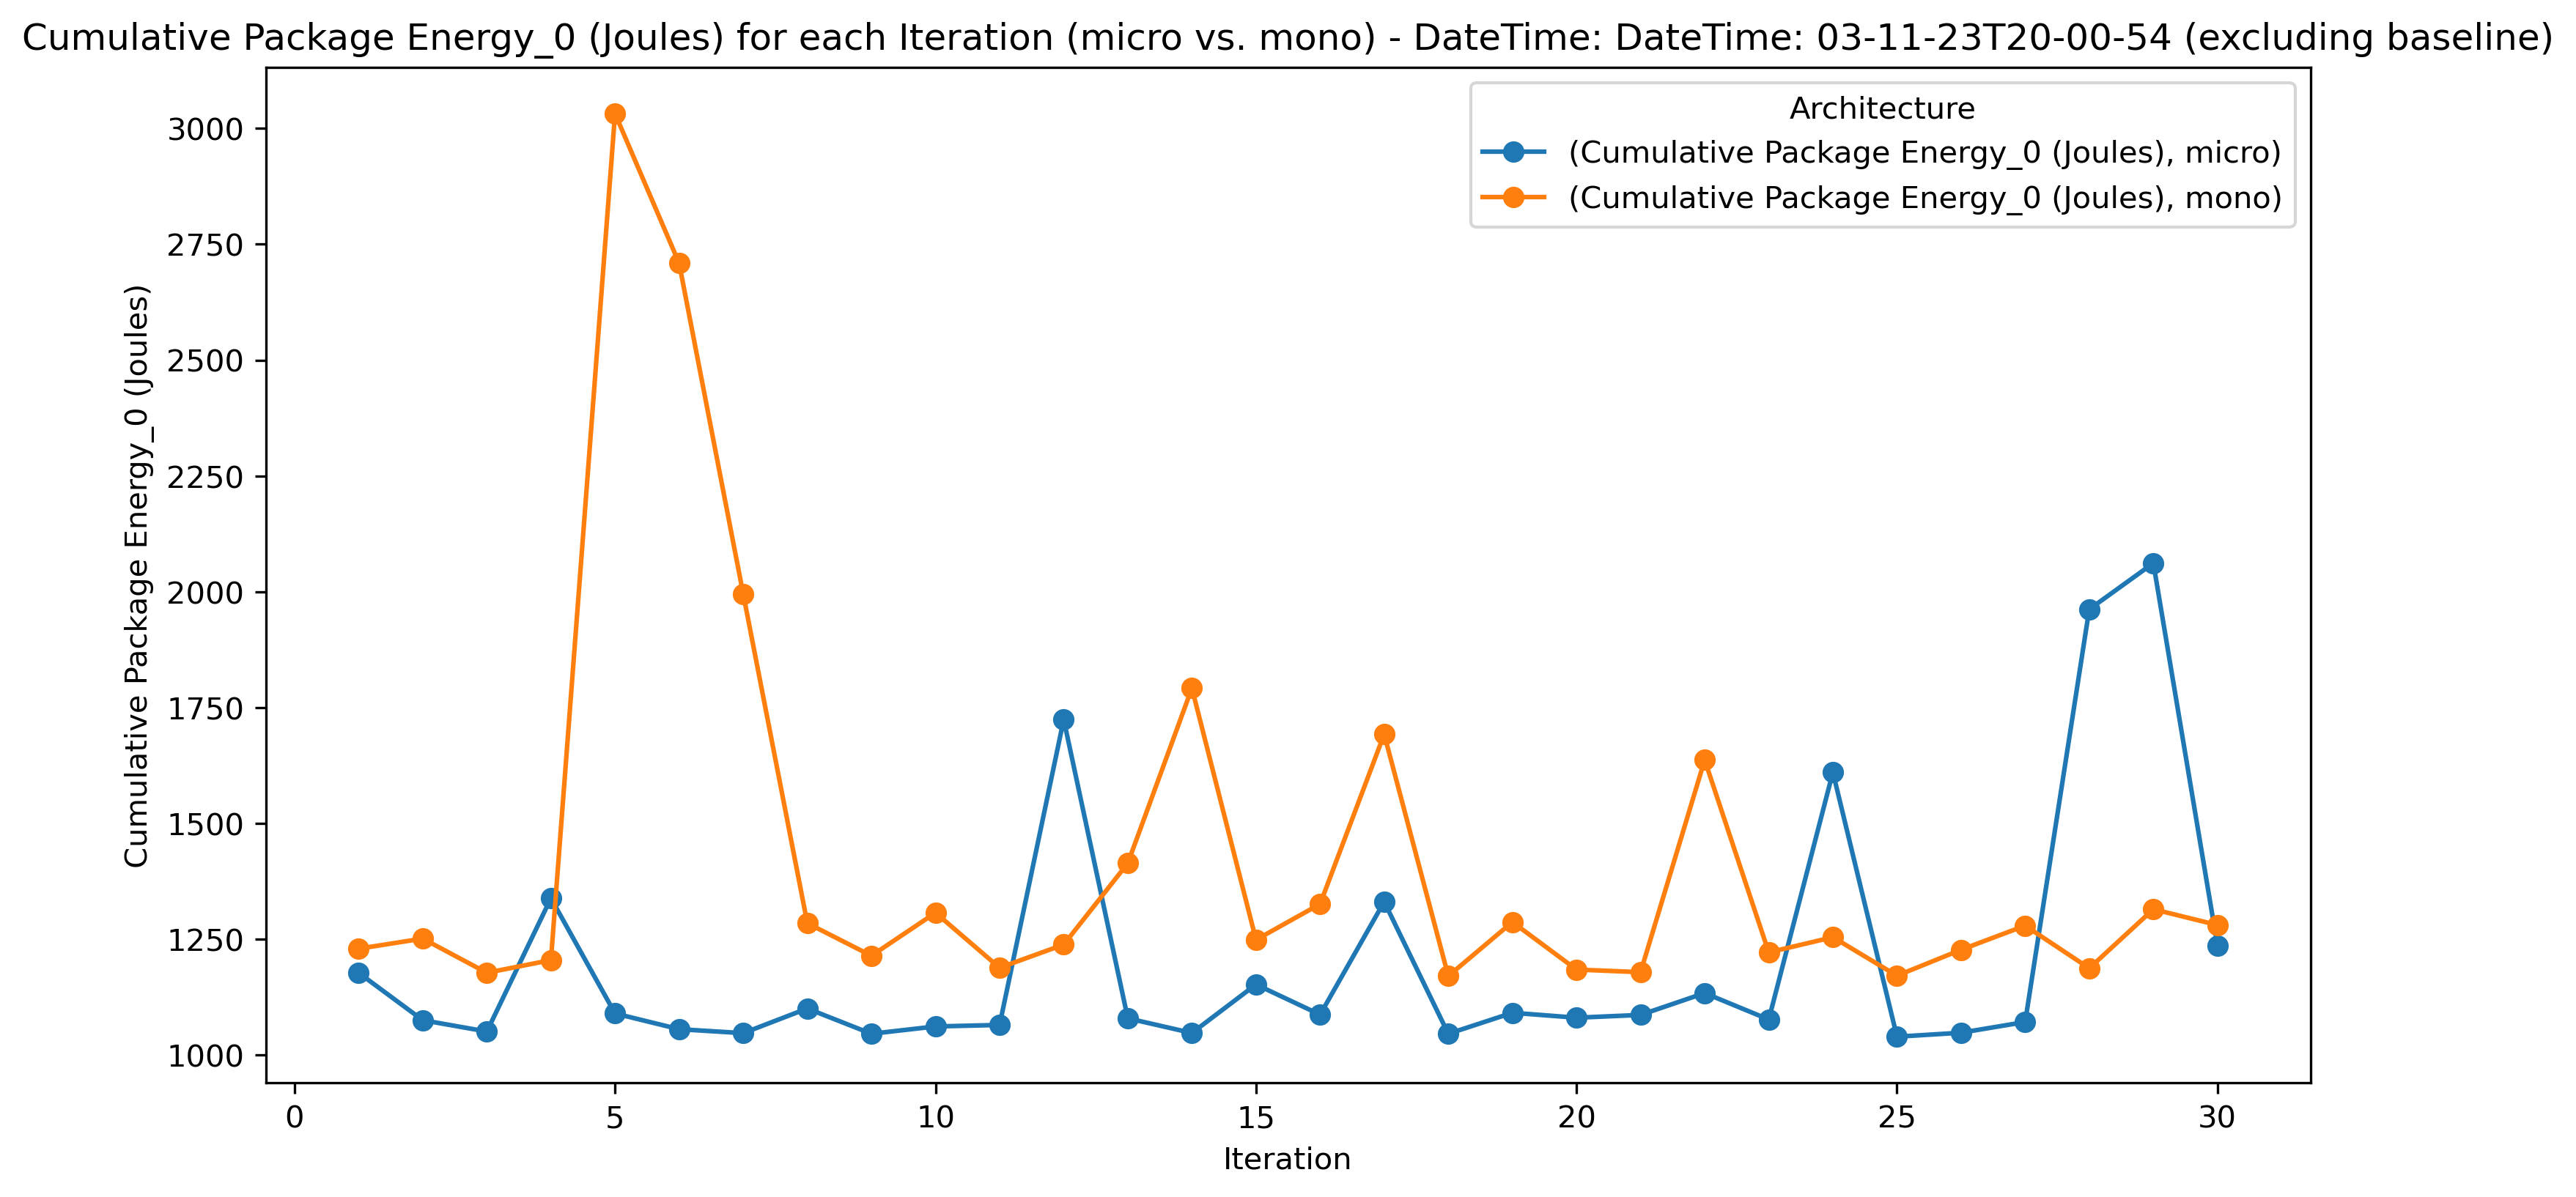 Cumulative Package Energy_0 (Joules) for each Iteration (micro vs. mono) - DateTime: DateTime: 03-11-23T20-00-54 (excluding baseline)
Architecture
(Cumulative Package Energy_0 (Joules), micro)
(Cumulative Package Energy_0 (Joules), mono)
Cumulative Package Energy_0 (Joules)
3000
2750
2500
2250
2000
1750
1500
1250
1000
0 5 10 15 20 25 30
Iteration